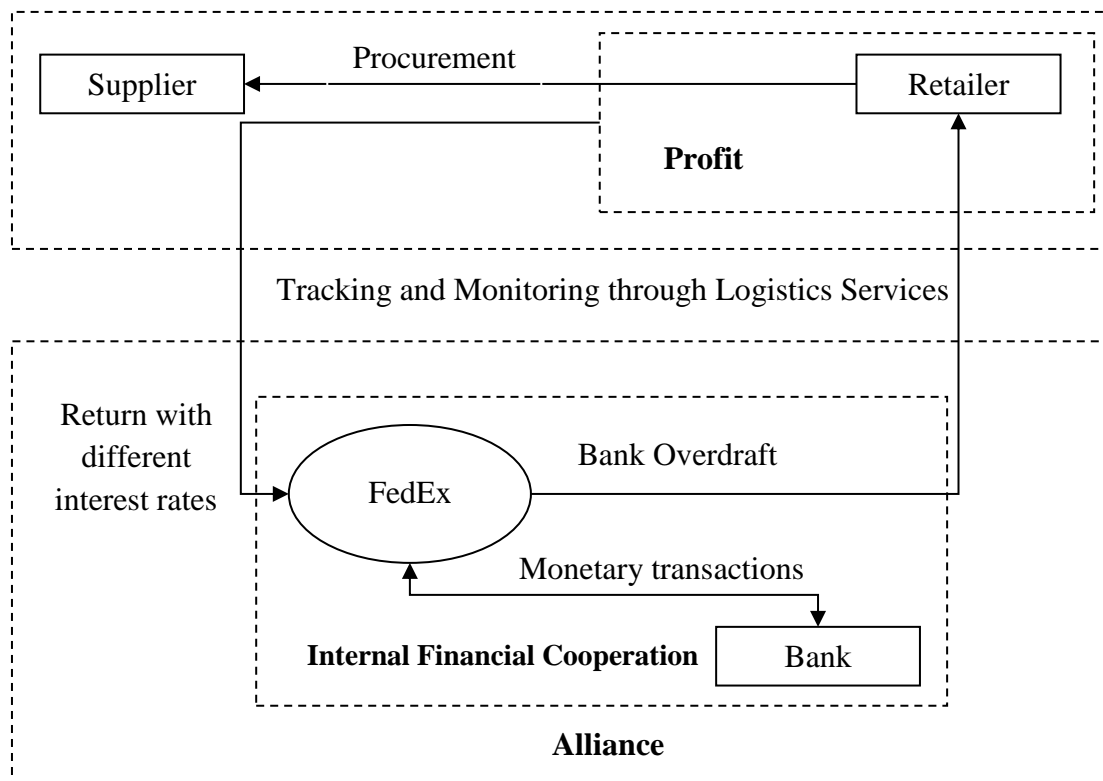 Procurement
Supplier
Retailer
Profit
Tracking and Monitoring through Logistics Services
Return with
different
interest rates
Bank Overdraft
FedEx
Monetary transactions
Internal Financial Cooperation
Bank
Alliance